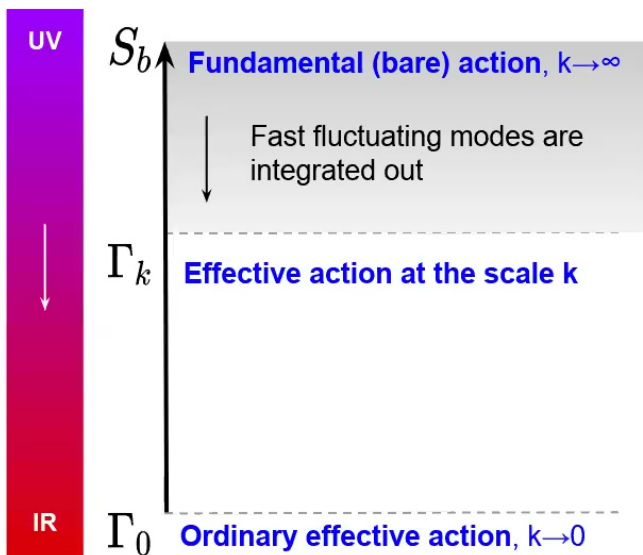 UV
S_b
Fundamental (bare) action, k→∞
Fast fluctuating modes are
integrated out
Γ_k
Effective action at the scale k
IR
Γ_0
Ordinary effective action, k→0